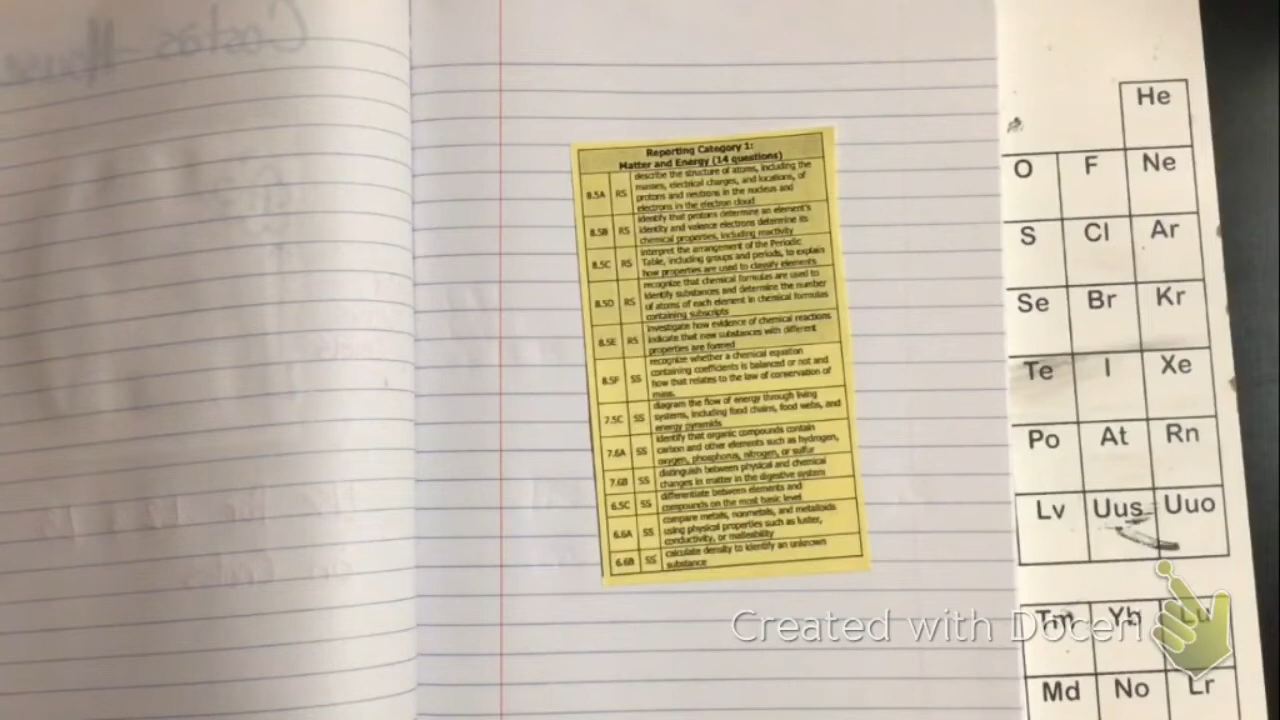 Costas House
Reporting Category 1:
Matter and Energy (14 questions)
8.5A RS describe the structure of atoms, including the
masses, electrical charges, and locations, of
protons and neutrons in the nucleus and
electrons in the electron cloud
8.5B RS identify that protons determine an element's
identity and valence electrons determine its
chemical properties, including reactivity
8.5C RS interpret the arrangement of the Periodic
Table, including groups and periods, to explain
how properties are used to classify elements
8.5D RS recognize that chemical formulas are used to
identify substances and determine the number
of atoms of each element in chemical formulas
containing subscripts
8.5E RS investigate how evidence of chemical reactions
indicate that new substances with different
properties are formed
8.5F SS recognize whether a chemical equation
containing coefficients is balanced or not and
how that relates to the law of conservation of
mass.
7.5C SS diagram the flow of energy through living
systems, including food chains, food webs, and
energy pyramids
7.6A SS identify that organic compounds contain
carbon and other elements such as hydrogen,
oxygen, phosphorus, nitrogen, or sulfur
7.6B SS distinguish between physical and chemical
changes in matter in the digestive system
6.5C SS differentiate between elements and
compounds on the most basic level
6.6A SS compare metals, nonmetals, and metalloids
using physical properties such as luster,
conductivity, or malleability
6.6B SS calculate density to identify an unknown
substance
He
O F Ne
S Cl Ar
Se Br Kr
Te I Xe
Po At Rn
Lv Uus Uuo
Tm Yb Lu
Md No Lr
Created with Doceri